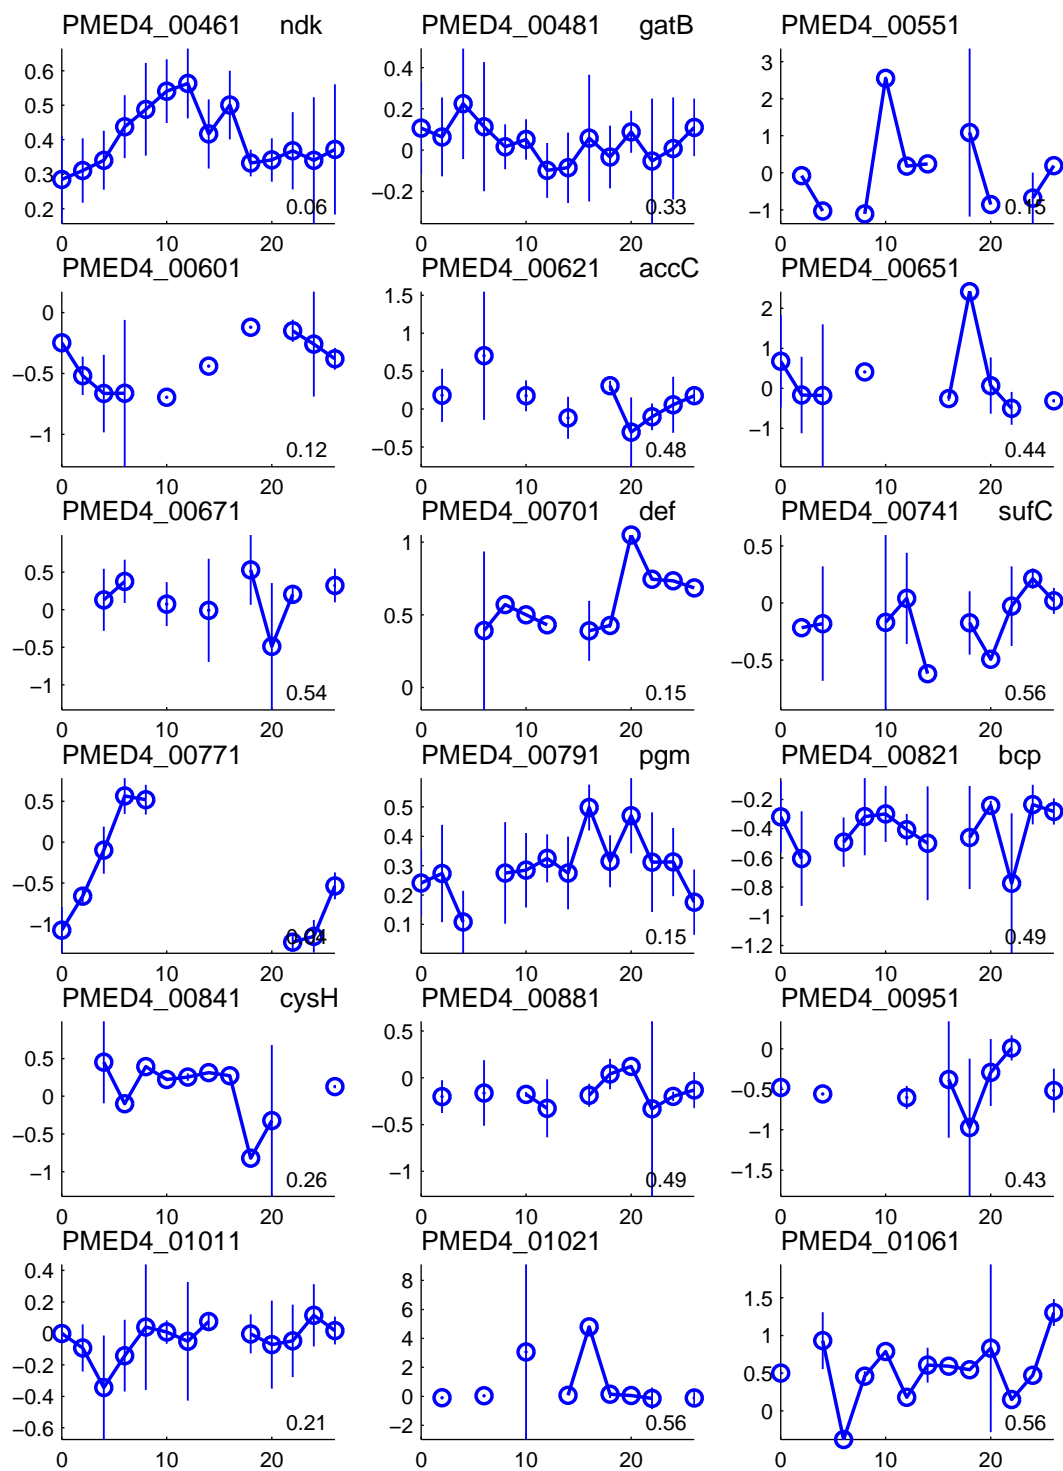 PMED4_00461 ndk PMED4_00481 gatB PMED4_00551
0.6 0.5 0.4 0.3 0.2 0.06 0 10 20
0.4 0.2 0 −0.2 0.33 0 10 20
3 2 1 0 −1 0.15 0 10 20
PMED4_00601 PMED4_00621 accC PMED4_00651
0 −0.5 −1 0.12 0 10 20
1.5 1 0.5 0 −0.5 0.48 0 10 20
2 1 0 −1 0.44 0 10 20
PMED4_00671 PMED4_00701 def PMED4_00741 sufC
0.5 0 −0.5 −1 0.54 0 10 20
1 0.5 0 0.15 0 10 20
0.5 0 −0.5 0.56 0 10 20
PMED4_00771 PMED4_00791 pgm PMED4_00821 bcp
0.5 0 −0.5 −1 0.04 0 10 20
0.5 0.4 0.3 0.2 0.1 0.15 0 10 20
−0.2 −0.4 −0.6 −0.8 −1 −1.2 0.49 0 10 20
PMED4_00841 cysH PMED4_00881 PMED4_00951
0.5 0 −0.5 −1 0.26 0 10 20
0.5 0 −0.5 −1 0.49 0 10 20
0 −0.5 −1 −1.5 0.43 0 10 20
PMED4_01011 PMED4_01021 PMED4_01061
0.4 0.2 0 −0.2 −0.4 −0.6 0.21 0 10 20
8 6 4 2 0 −2 0.56 0 10 20
1.5 1 0.5 0 0.56 0 10 20